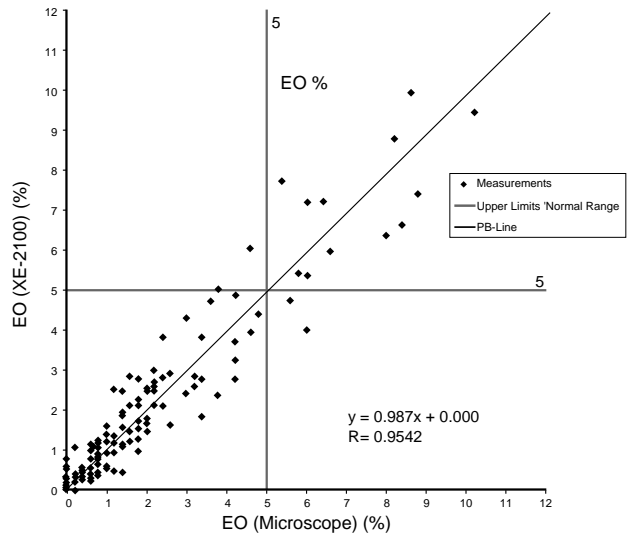 12
11
10
9
8
7
6
5
4
3
2
1
0
EO (XE-2100) (%)
5
EO %
Measurements
Upper Limits 'Normal Range
PB-Line
5
y = 0.987x + 0.000
R= 0.9542
0 1 2 3 4 5 6 7 8 9 10 11 12
EO (Microscope) (%)